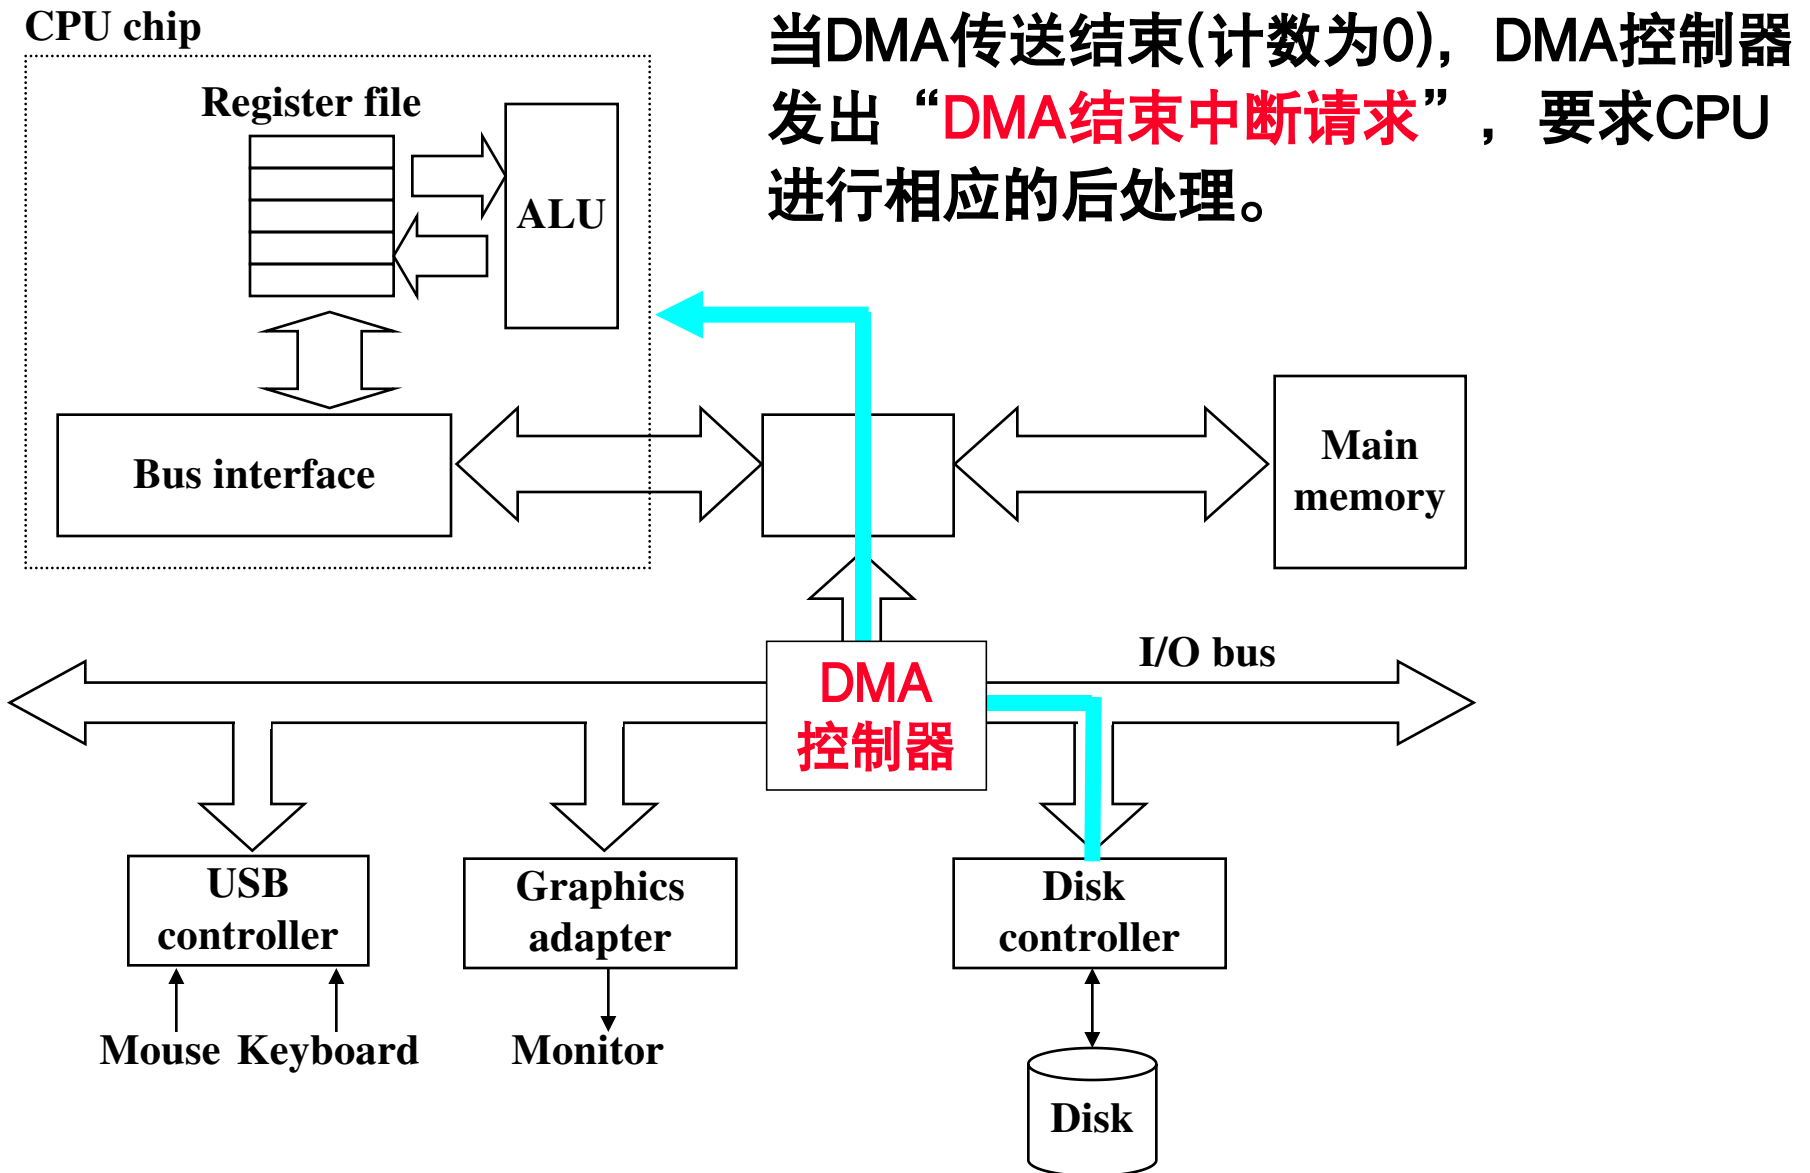 CPU chip
当DMA传送结束(计数为0)，DMA控制器
发出“DMA结束中断请求”，要求CPU
进行相应的后处理。
Register file
ALU
Bus interface
Main
memory
I/O bus
DMA
控制器
USB
controller
Graphics
adapter
Disk
controller
Mouse
Keyboard
Monitor
Disk